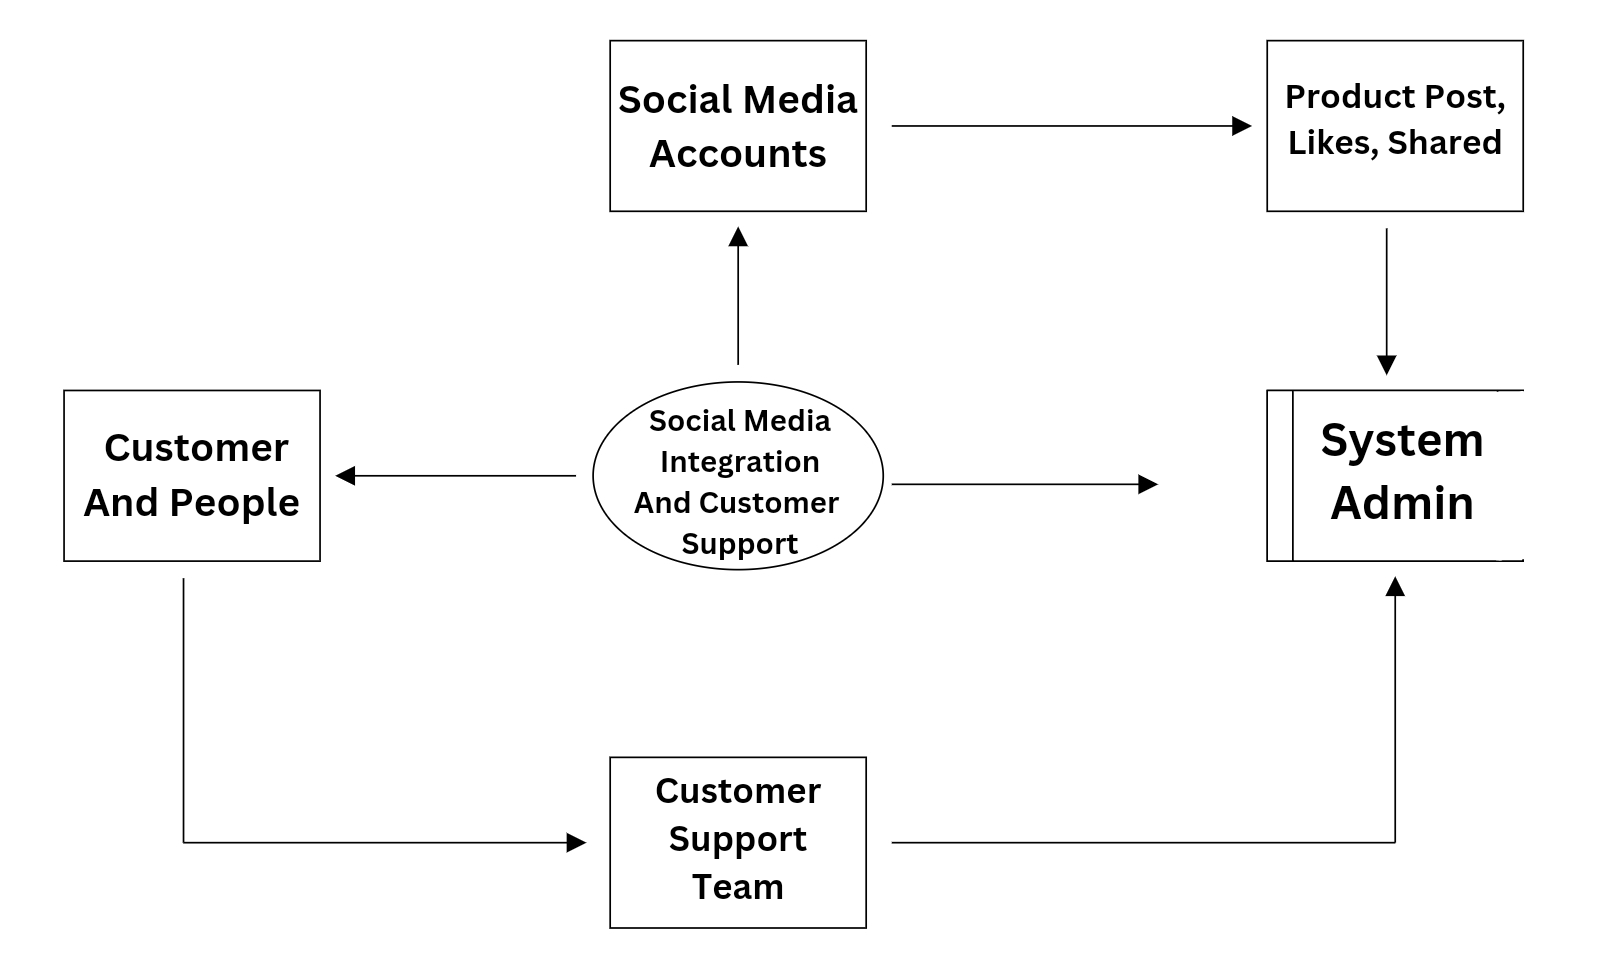 Social Media
Accounts
Product Post,
Likes, Shared
Customer
And People
Social Media
Integration
And Customer
Support
System
Admin
Customer
Support
Team